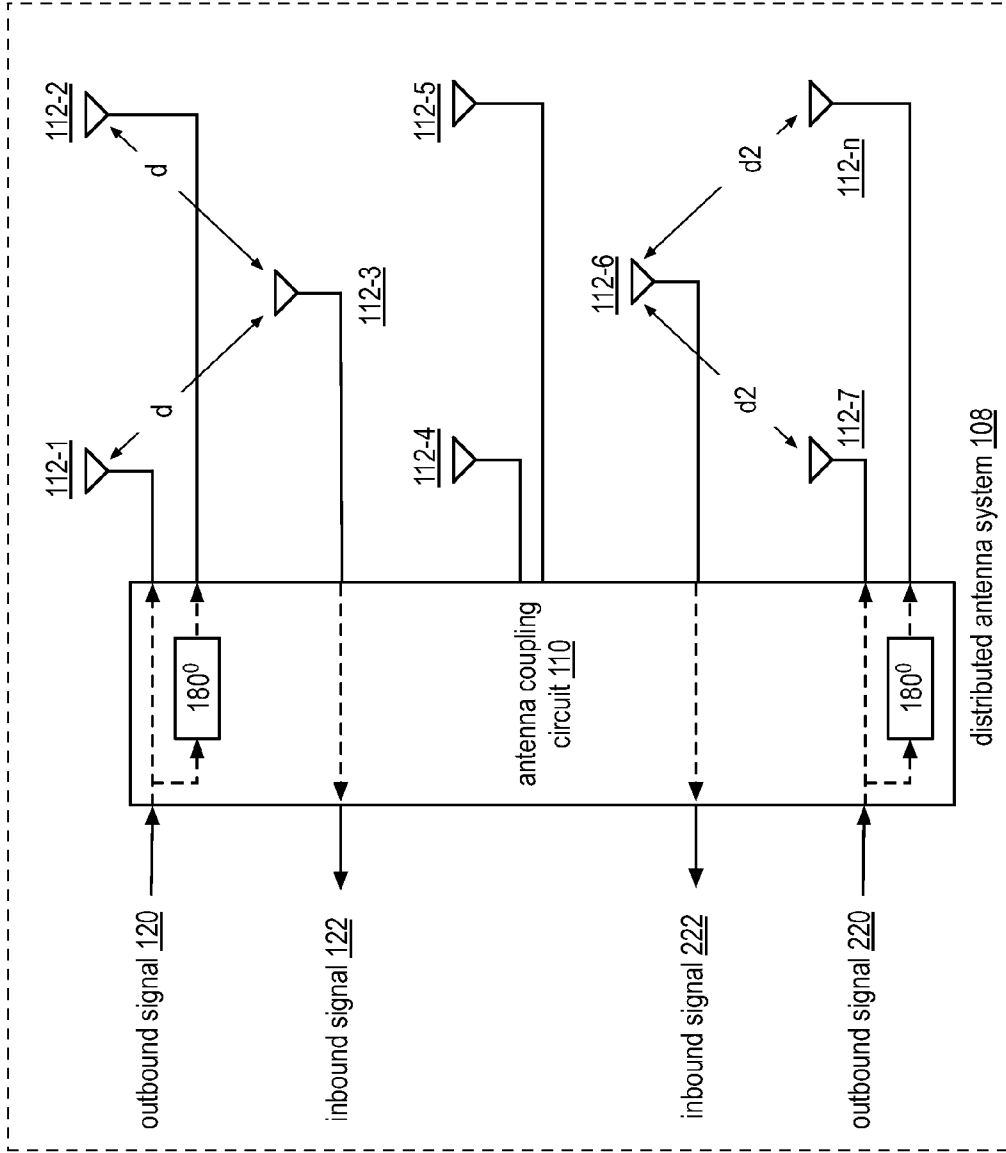 112-2
112-5
112-n
d
d2
112-3
112-6
d
d2
112-1
112-4
112-7
180⁰
antenna coupling
circuit 110
180⁰
outbound signal 120
inbound signal 122
inbound signal 222
outbound signal 220
distributed antenna system 108